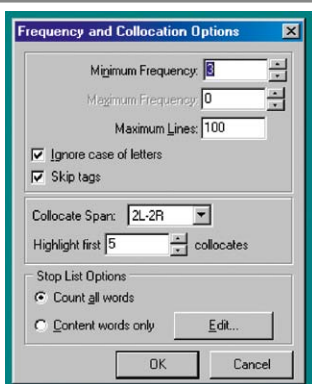 Frequency and Collocation Options
Minimum Frequency: 3
Maximum Frequency: 0
Maximum Lines: 100
Ignore case of letters
Skip tags
Collocate Span: 2L-2R
Highlight first 5 collocates
Stop List Options
Count all words
Content words only Edit...
OK Cancel